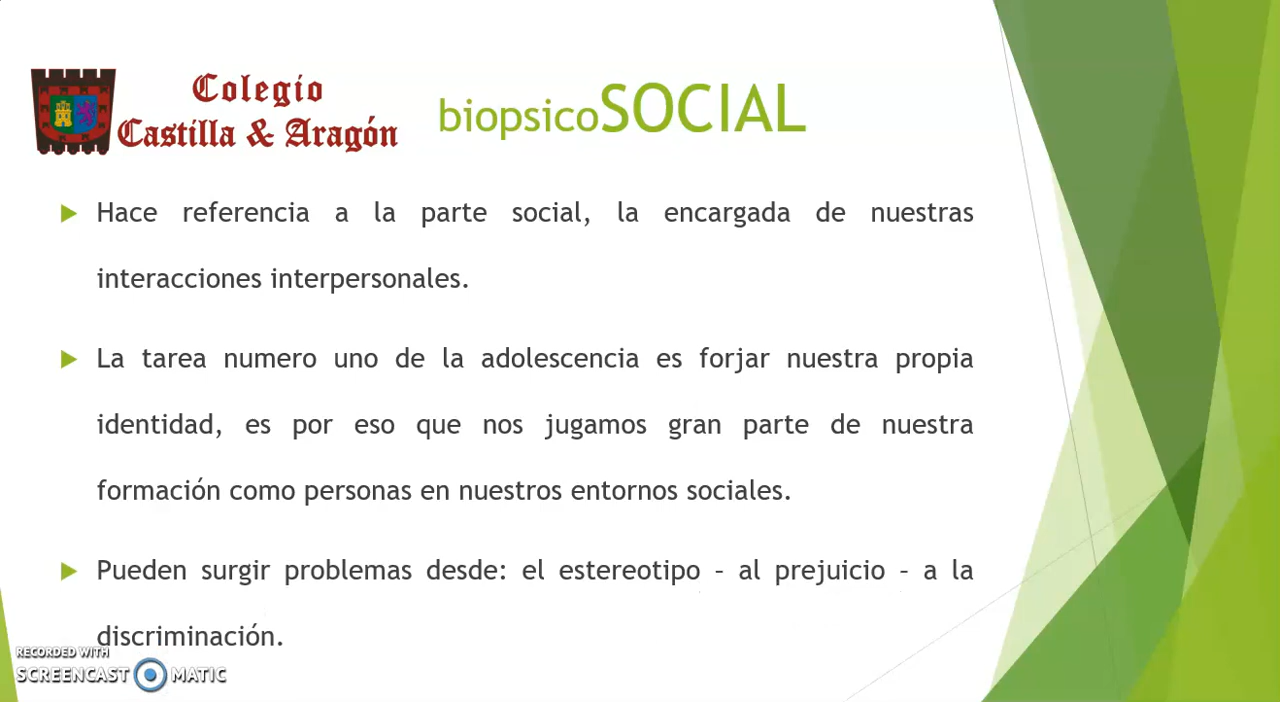 Colegio
Castilla & Aragón
biopsicoSOCIAL
Hace referencia a la parte social, la encargada de nuestras
interacciones interpersonales.
La tarea numero uno de la adolescencia es forjar nuestra propia
identidad, es por eso que nos jugamos gran parte de nuestra
formación como personas en nuestros entornos sociales.
Pueden surgir problemas desde: el estereotipo – al prejuicio – a la
discriminación.
RECORDED WITH
SCREENCAST MATIC